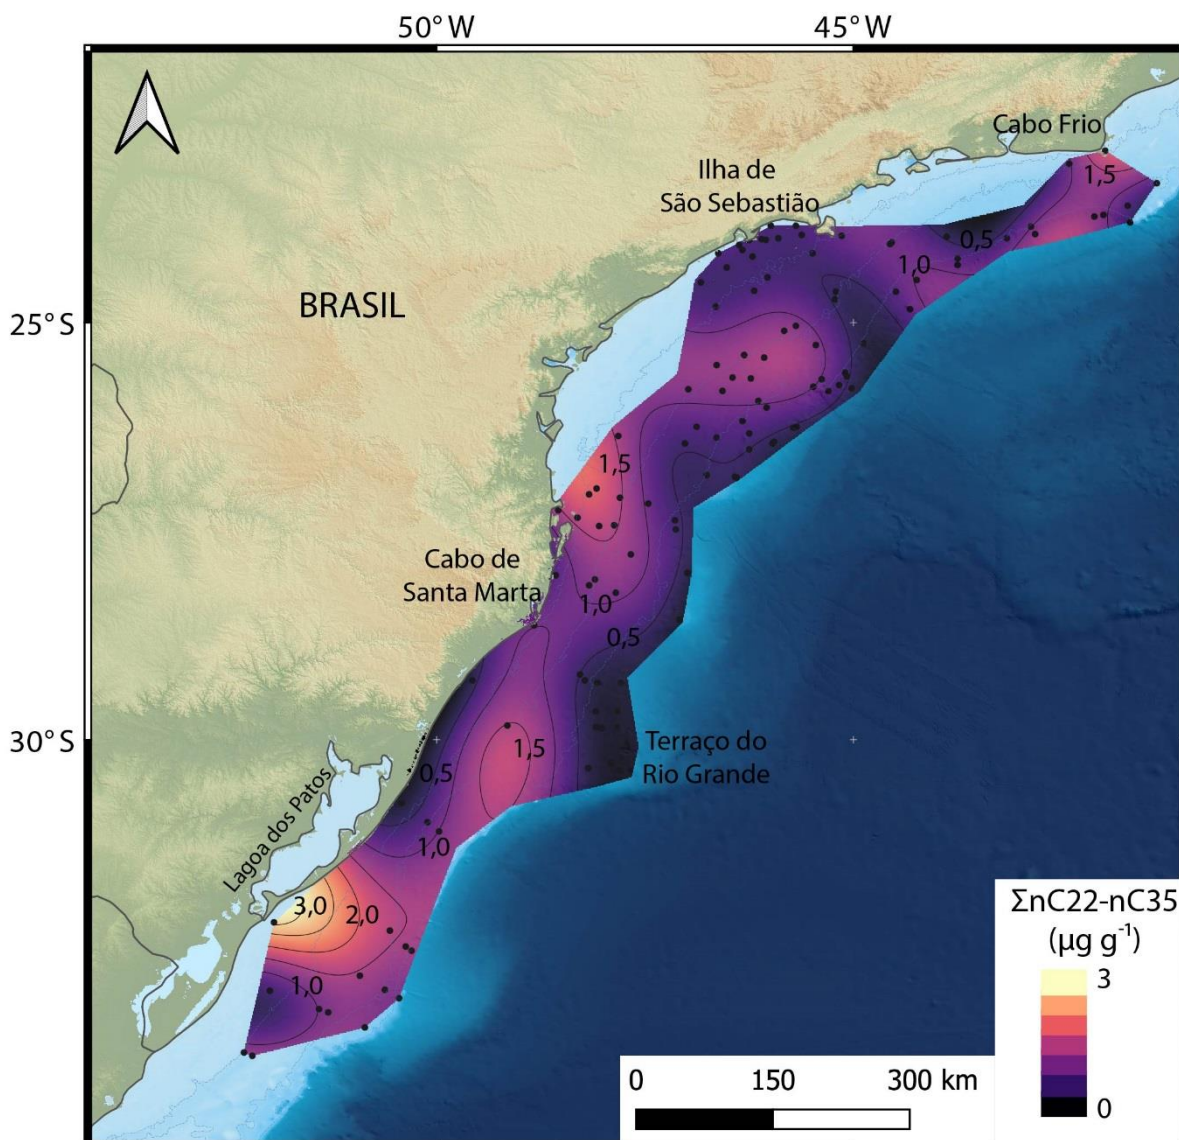 50° W
45° W
Cabo Frio
1,5
Ilha de
São Sebastião
0,5
1,0
BRASIL
25° S
1,5
Cabo de
Santa Marta
1,0
0,5
30° S
1,5
Terraço do
Rio Grande
0,5
Lagoa dos Patos
1,0
3,0
2,0
1,0
ΣnC22-nC35
(µg g⁻¹)
3
0
0 150 300 km